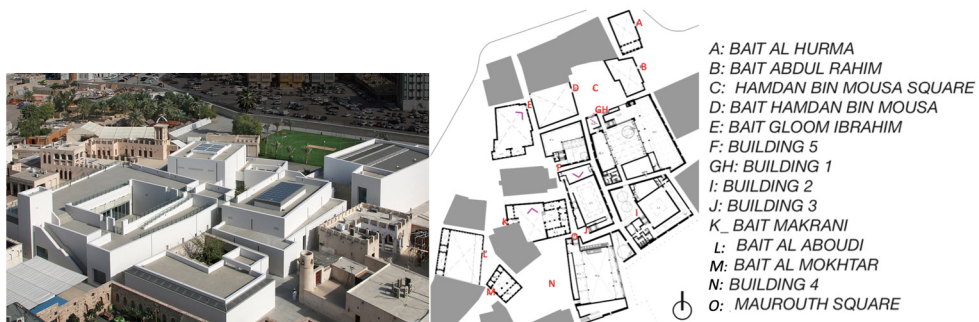 A
B
D C
E GH
F
K I
J
O
L
N
M
A: BAIT AL HURMA
B: BAIT ABDUL RAHIM
C: HAMDAN BIN MOUSA SQUARE
D: BAIT HAMDAN BIN MOUSA
E: BAIT GLOOM IBRAHIM
F: BUILDING 5
GH: BUILDING 1
I: BUILDING 2
J: BUILDING 3
K_ BAIT MAKRANI
L: BAIT AL ABOUDI
M: BAIT AL MOKHTAR
N: BUILDING 4
O: MAUROUTH SQUARE